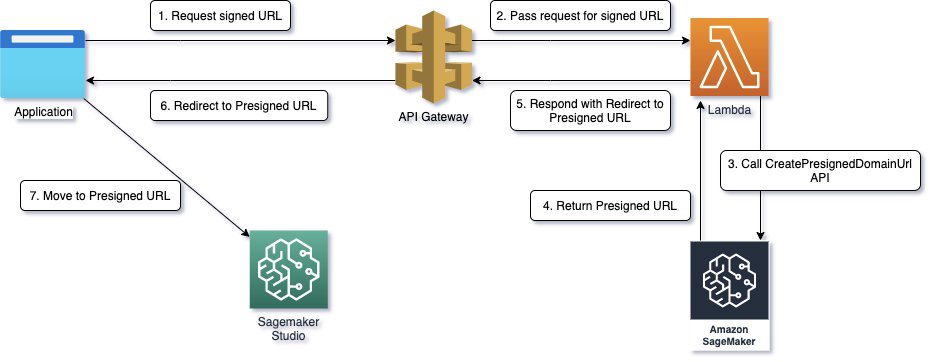 1. Request signed URL
2. Pass request for signed URL
Application
6. Redirect to Presigned URL
API Gateway
5. Respond with Redirect to
Presigned URL
Lambda
3. Call CreatePresignedDomainUrl
API
7. Move to Presigned URL
4. Return Presigned URL
Sagemaker
Studio
Amazon
SageMaker